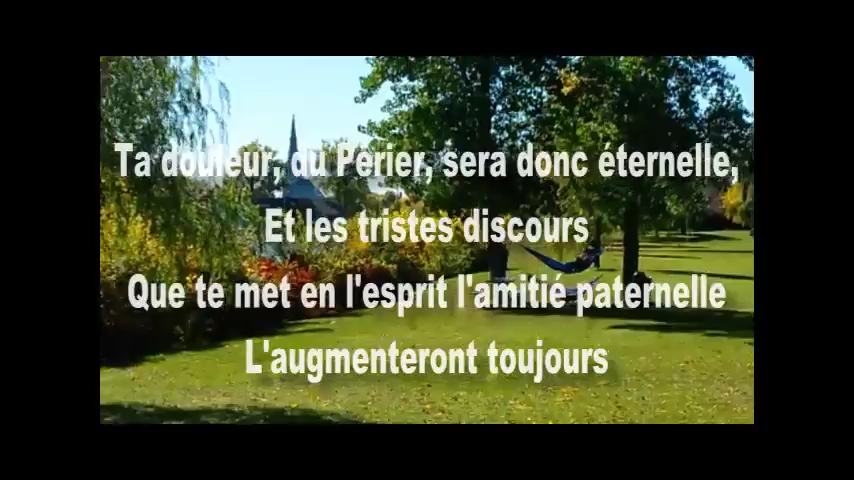 Ta douleur, du Périer, sera donc éternelle,
Et les tristes discours
Que te met en l'esprit l'amitié paternelle
L'augmenteront toujours